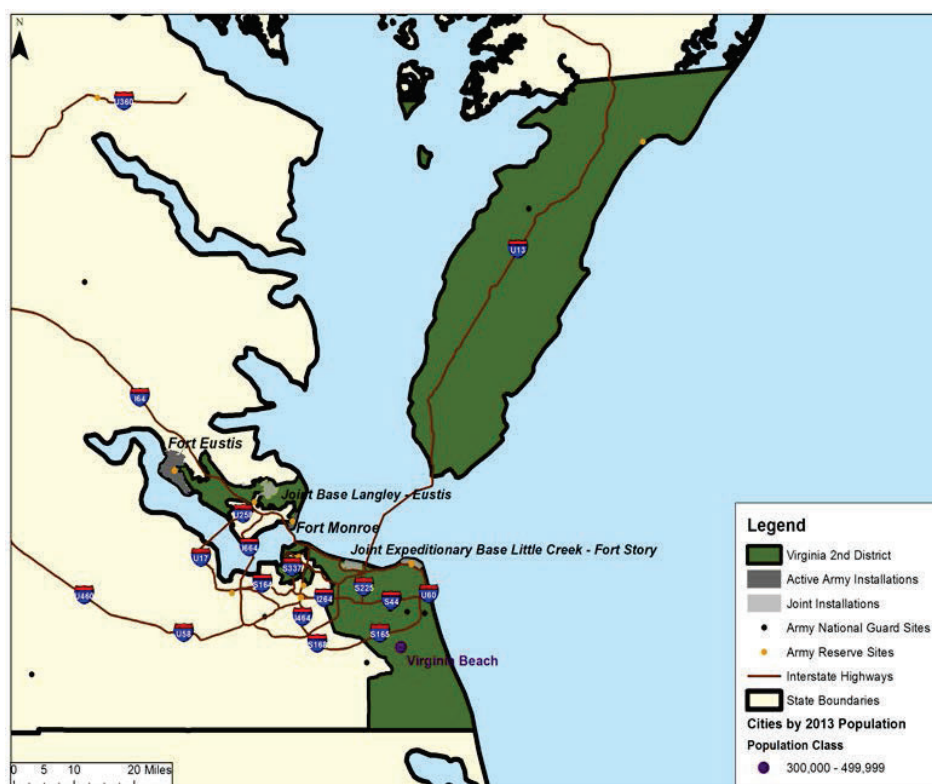 N
U360
U13
I64
Fort Eustis
Joint Base Langley - Eustis
U258
Fort Monroe
I664
U17
Joint Expeditionary Base Little Creek - Fort Story
S337
S164
U460
I264
S225
S44
U60
I464
U58
S165
S168
Virginia Beach
0 5 10 20 Miles
Legend
Virginia 2nd District
Active Army Installations
Joint Installations
Army National Guard Sites
Army Reserve Sites
Interstate Highways
State Boundaries
Cities by 2013 Population
Population Class
300,000 - 499,999